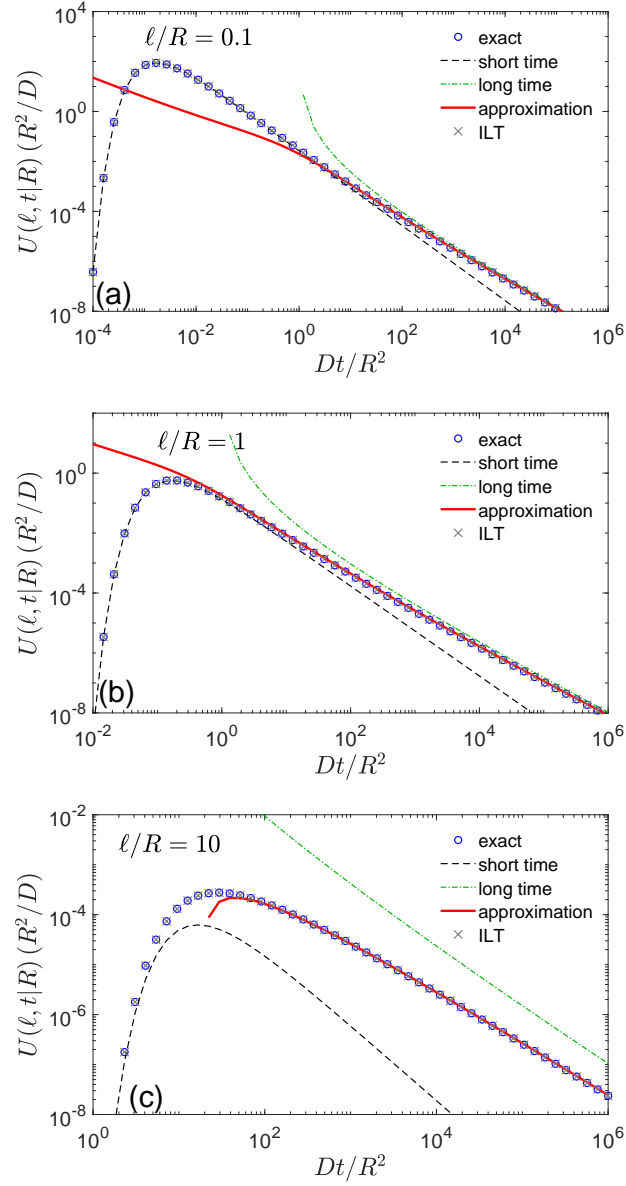 ℓ/R = 0.1
exact
short time
long time
approximation
ILT
10^4
10^2
10^0
10^-4
10^-8
U(ℓ, t|R) (R^2/D)
(a)
10^-4 10^-2 10^0 10^2 10^4 10^6
Dt/R^2
ℓ/R = 1
exact
short time
long time
approximation
ILT
10^0
10^-4
10^-8
U(ℓ, t|R) (R^2/D)
(b)
10^-2 10^0 10^2 10^4 10^6
Dt/R^2
ℓ/R = 10
exact
short time
long time
approximation
ILT
10^-2
10^-4
10^-6
10^-8
U(ℓ, t|R) (R^2/D)
(c)
10^0 10^2 10^4 10^6
Dt/R^2